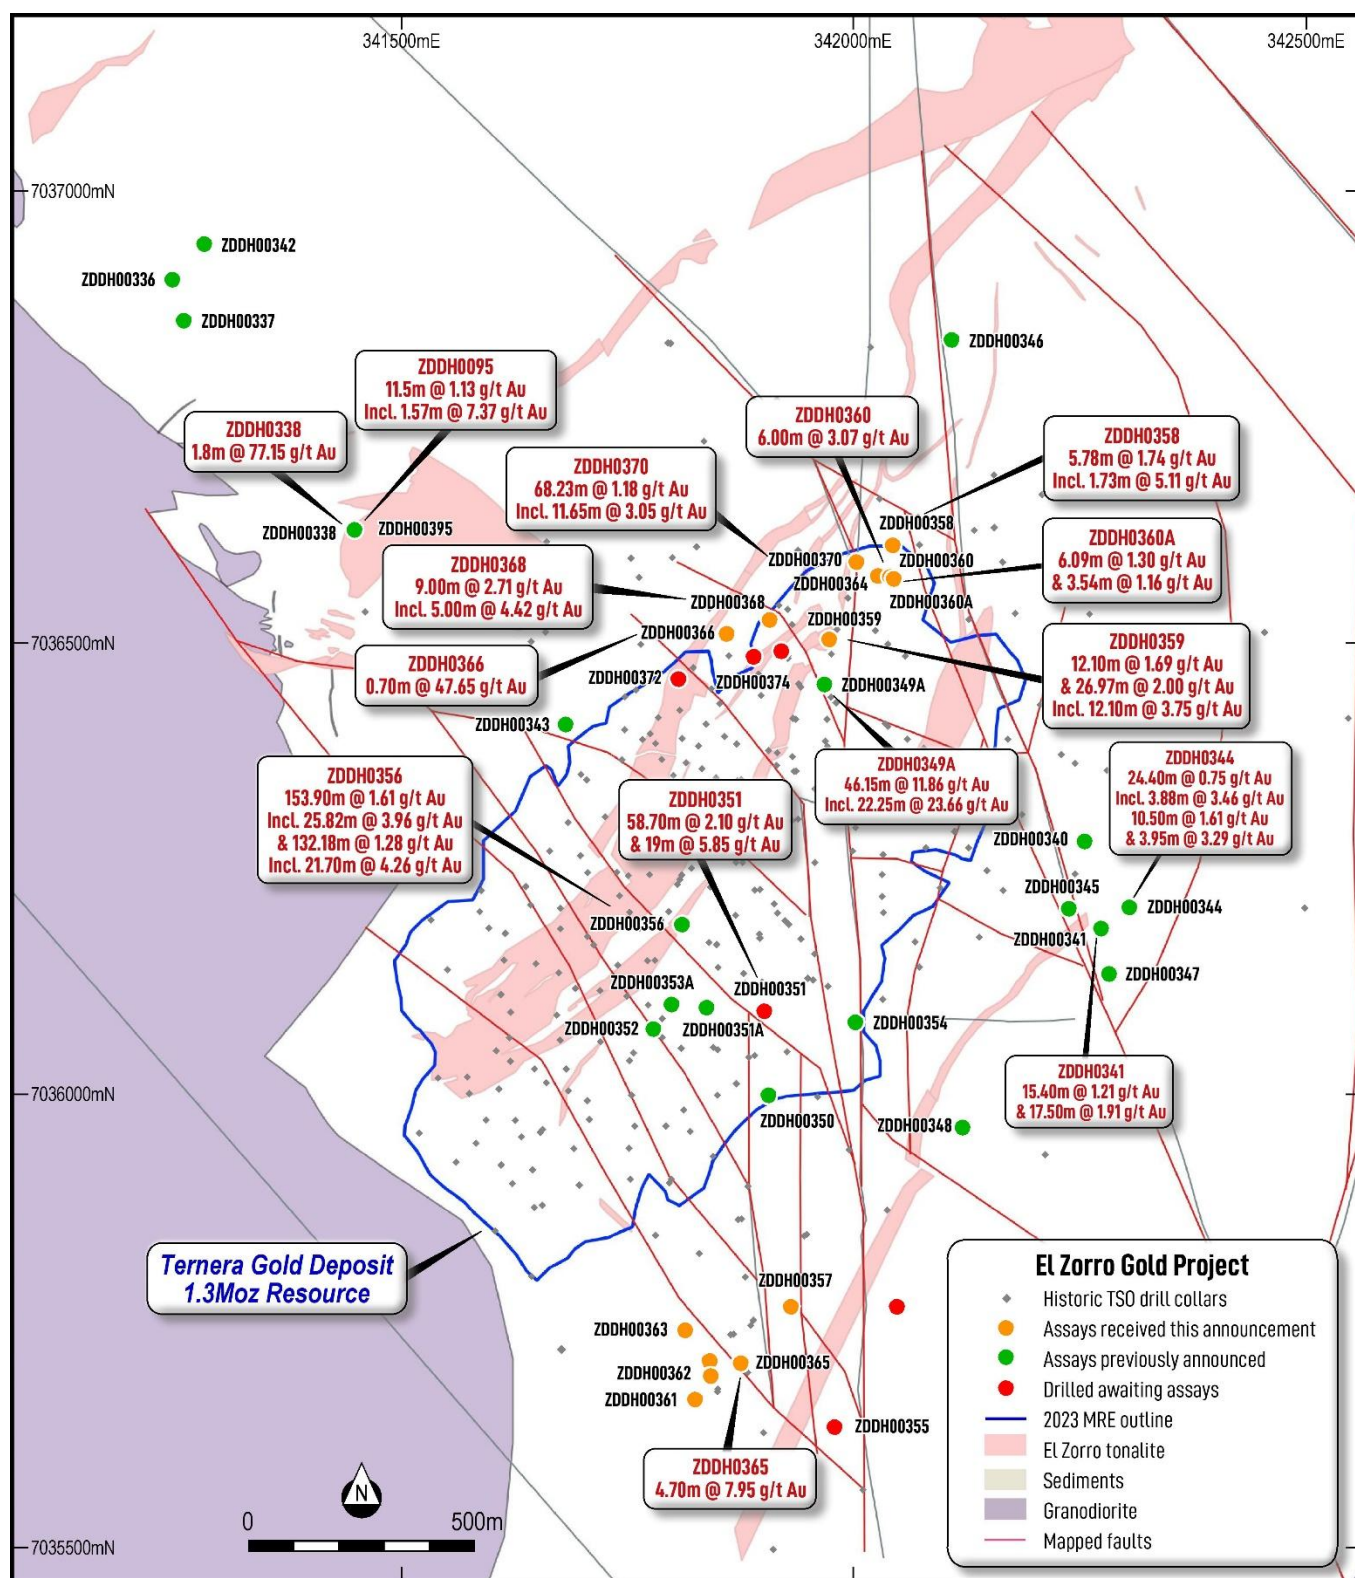 341500mE
342000mE
342500mE
7037000mN
ZDDH00342
ZDDH00336
ZDDH00337
ZDDH00346
ZDDH0095
11.5m @ 1.13 g/t Au
Incl. 1.57m @ 7.37 g/t Au
ZDDH0338
1.8m @ 77.15 g/t Au
ZDDH0360
6.00m @ 3.07 g/t Au
ZDDH0358
5.78m @ 1.74 g/t Au
Incl. 1.73m @ 5.11 g/t Au
ZDDH0370
68.23m @ 1.18 g/t Au
Incl. 11.65m @ 3.05 g/t Au
ZDDH00338
ZDDH00395
ZDDH00358
ZDDH00370
ZDDH00360
ZDDH00364
ZDDH00360A
ZDDH0360A
6.09m @ 1.30 g/t Au
& 3.54m @ 1.16 g/t Au
ZDDH0368
9.00m @ 2.71 g/t Au
Incl. 5.00m @ 4.42 g/t Au
ZDDH00368
ZDDH00359
ZDDH00366
7036500mN
ZDDH0359
12.10m @ 1.69 g/t Au
& 26.97m @ 2.00 g/t Au
Incl. 12.10m @ 3.75 g/t Au
ZDDH0366
0.70m @ 47.65 g/t Au
ZDDH00372
ZDDH00374
ZDDH00349A
ZDDH00343
ZDDH0356
153.90m @ 1.61 g/t Au
Incl. 25.82m @ 3.96 g/t Au
& 132.18m @ 1.28 g/t Au
Incl. 21.70m @ 4.26 g/t Au
ZDDH0351
58.70m @ 2.10 g/t Au
& 19m @ 5.85 g/t Au
ZDDH0349A
46.15m @ 11.86 g/t Au
Incl. 22.25m @ 23.66 g/t Au
ZDDH0344
24.40m @ 0.75 g/t Au
Incl. 3.88m @ 3.46 g/t Au
10.50m @ 1.61 g/t Au
& 3.95m @ 3.29 g/t Au
ZDDH00340
ZDDH00345
ZDDH00344
ZDDH00341
ZDDH00347
ZDDH00356
ZDDH00353A
ZDDH00351
ZDDH00352
ZDDH00351A
ZDDH00354
ZDDH0341
15.40m @ 1.21 g/t Au
& 17.50m @ 1.91 g/t Au
7036000mN
ZDDH00350
ZDDH00348
Ternera Gold Deposit
1.3Moz Resource
ZDDH00357
ZDDH00363
ZDDH00365
ZDDH00362
ZDDH00361
ZDDH00355
ZDDH0365
4.70m @ 7.95 g/t Au
N
0
500m
7035500mN
El Zorro Gold Project
Historic TSO drill collars
Assays received this announcement
Assays previously announced
Drilled awaiting assays
2023 MRE outline
El Zorro tonalite
Sediments
Granodiorite
Mapped faults